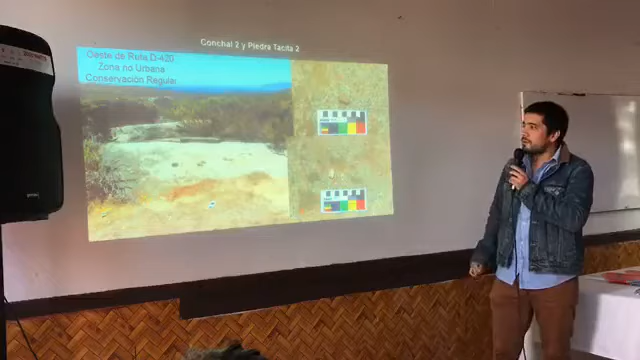 Conchal 2 y Piedra Tacita 2
Oeste de Ruta D-420
Zona no Urbana
Conservación Regular